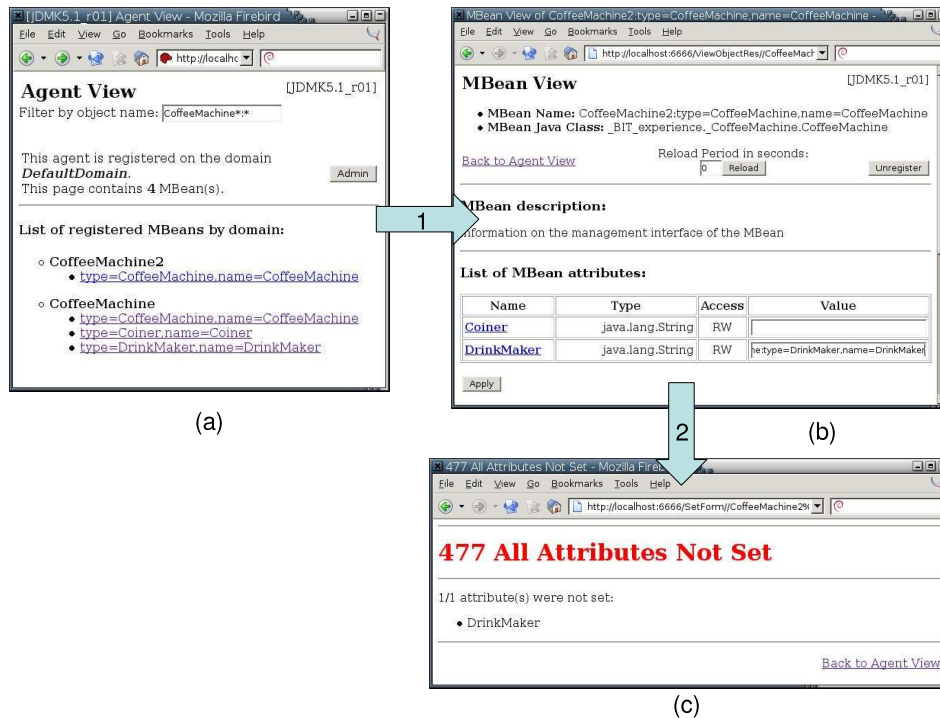 [JDMK5.1_r01] Agent View - Mozilla Firebird
File Edit View Go Bookmarks Tools Help
http://localhc
Agent View
[JDMK5.1_r01]
Filter by object name: CoffeeMachine*:*
This agent is registered on the domain
DefaultDomain.
This page contains 4 MBean(s).
Admin
List of registered MBeans by domain:
CoffeeMachine2
type=CoffeeMachine.name=CoffeeMachine
CoffeeMachine
type=CoffeeMachine.name=CoffeeMachine
type=Coiner,name=Coiner
type=DrinkMaker,name=DrinkMaker
(a)
1
MBean View of CoffeeMachine2:type=CoffeeMachine,name=CoffeeMachine -
File Edit View Go Bookmarks Tools Help
http://localhost:6666/ViewObjectRes//CoffeeMach
MBean View
[JDMK5.1_r01]
MBean Name: CoffeeMachine2:type=CoffeeMachine,name=CoffeeMachine
MBean Java Class: _BIT_experience._CoffeeMachine.CoffeeMachine
Back to Agent View
Reload Period in seconds:
0 Reload
Unregister
MBean description:
information on the management interface of the MBean
List of MBean attributes:
Name Type Access Value
Coiner java.lang.String RW
DrinkMaker java.lang.String RW ne:type=DrinkMaker,name=DrinkMaker
Apply
(b)
2
477 All Attributes Not Set - Mozilla Fireb
File Edit View Go Bookmarks Tools Help
http://localhost:6666/SetForm//CoffeeMachine2%
477 All Attributes Not Set
1/1 attribute(s) were not set:
DrinkMaker
Back to Agent View
(c)